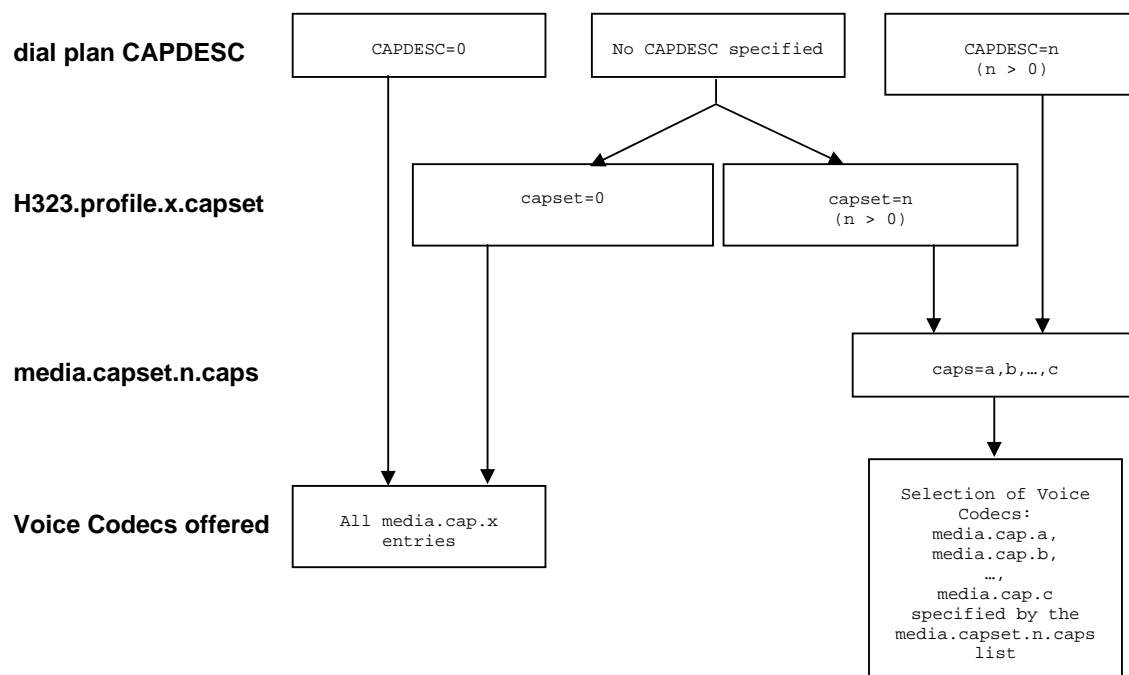 dial plan CAPDESC
CAPDESC=0
No CAPDESC specified
CAPDESC=n
(n > 0)
H323.profile.x.capset
capset=0
capset=n
(n > 0)
media.capset.n.caps
caps=a,b,…,c
Voice Codecs offered
All media.cap.x
entries
Selection of Voice
Codecs:
media.cap.a,
media.cap.b,
…,
media.cap.c
specified by the
media.capset.n.caps
list